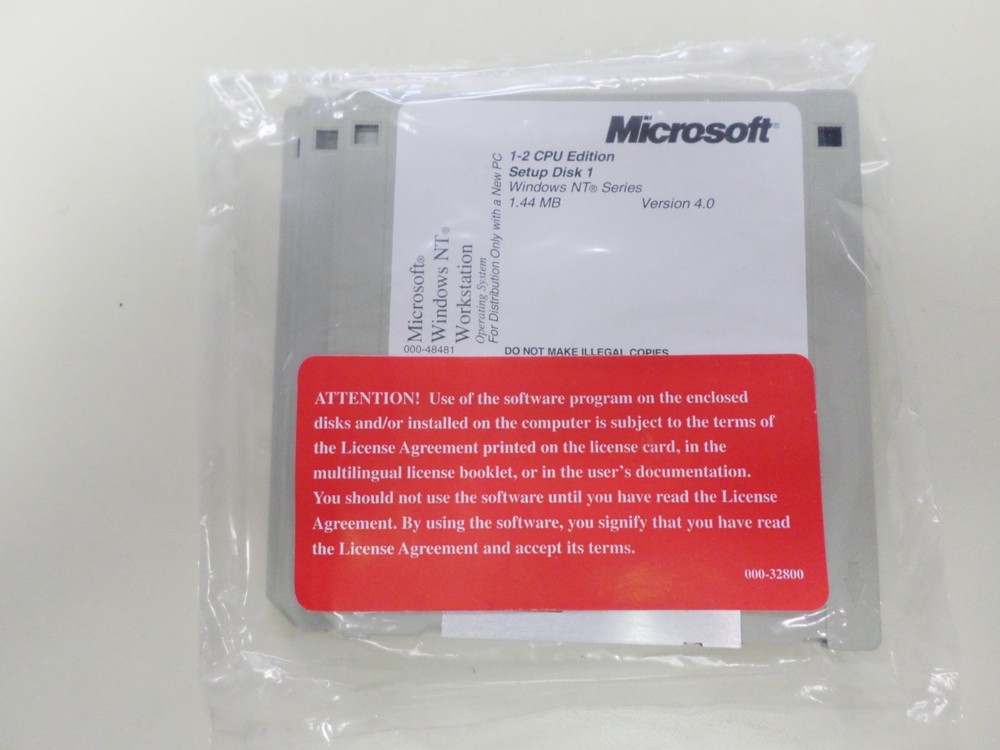 Microsoft®
1-2 CPU Edition
Setup Disk 1
Windows NT® Series
1.44 MB Version 4.0
Microsoft®
Windows NT®
Workstation
Operating System
For Distribution Only with a New PC
000-48481
DO NOT MAKE ILLEGAL COPIES
ATTENTION! Use of the software program on the enclosed
disks and/or installed on the computer is subject to the terms of
the License Agreement printed on the license card, in the
multilingual license booklet, or in the user's documentation.
You should not use the software until you have read the License
Agreement. By using the software, you signify that you have read
the License Agreement and accept its terms.
000-32800